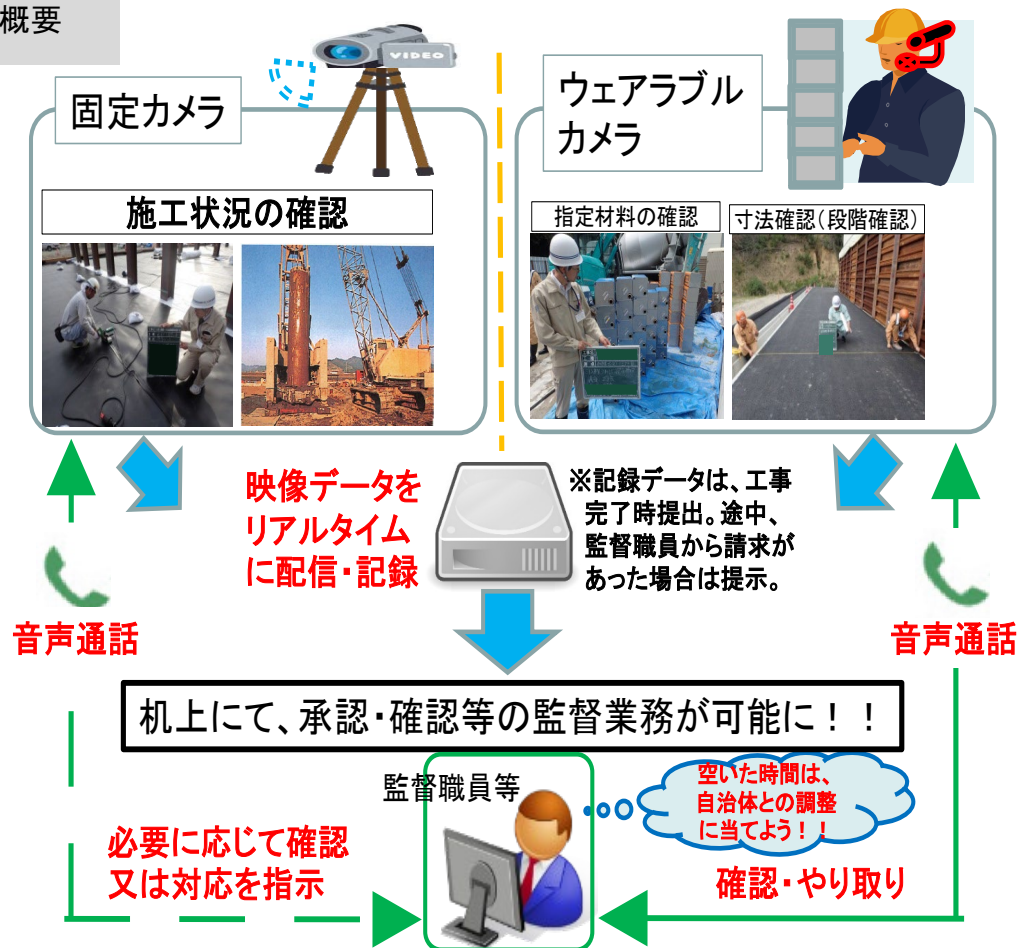 概要
VIDEO
固定カメラ
施工状況の確認
ウェアラブル
カメラ
指定材料の確認
寸法確認(段階確認)
映像データを
リアルタイム
に配信・記録
※記録データは、工事
完了時提出。途中、
監督職員から請求が
あった場合は提示。
音声通話
音声通話
机上にて、承認・確認等の監督業務が可能に!!
監督職員等
空いた時間は、
自治体との調整
に当てよう!!
必要に応じて確認
又は対応を指示
確認・やり取り